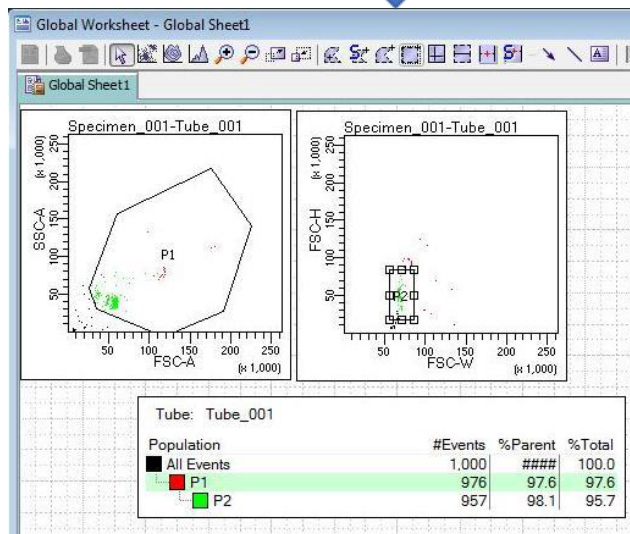 Global Worksheet - Global Sheet1
Global Sheet1
Specimen_001-Tube_001
SSC-A
(x 1,000)
50 100 150 200 250
P1
50 100 150 200 250
FSC-A
(x 1,000)
Specimen_001-Tube_001
FSC-H
(x 1,000)
50 100 150 200 250
P2
50 100 150 200 250
FSC-W
(x 1,000)
Tube: Tube_001
Population #Events %Parent %Total
All Events 1,000 #### 100.0
P1 976 97.6 97.6
P2 957 98.1 95.7